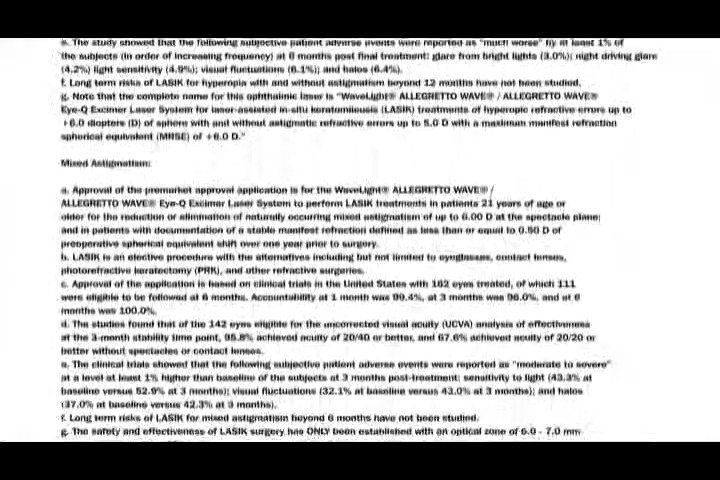 e. The study showed that the following subjective patient adverse events were reported as "much worse" by at least 1% of
the subjects (in order of increasing frequency) at 6 months post final treatment: glare from bright lights (3.0%); night driving glare
(4.2%) light sensitivity (4.9%); visual fluctuations (6.1%); and halos (6.4%).
f. Long term risks of LASIK for hyperopia with and without astigmatism beyond 12 months have not been studied.
g. Note that the complete name for this ophthalmic laser is "WaveLight® ALLEGRETTO WAVE® / ALLEGRETTO WAVE®
Eye-Q Excimer Laser System for laser-assisted in-situ keratomileusis (LASIK) treatments of hyperopic refractive errors up to
+6.0 diopters (D) of sphere with and without astigmatic refractive errors up to 5.0 D with a maximum manifest refraction
spherical equivalent (MRSE) of +6.0 D."
Mixed Astigmatism:
a. Approval of the premarket approval application is for the WaveLight® ALLEGRETTO WAVE® /
ALLEGRETTO WAVE® Eye-Q Excimer Laser System to perform LASIK treatments in patients 21 years of age or
older for the reduction or elimination of naturally occurring mixed astigmatism of up to 6.00 D at the spectacle plane;
and in patients with documentation of a stable manifest refraction defined as less than or equal to 0.50 D of
preoperative spherical equivalent shift over one year prior to surgery.
b. LASIK is an elective procedure with the alternatives including but not limited to eyeglasses, contact lenses,
photorefractive keratectomy (PRK), and other refractive surgeries.
c. Approval of the application is based on clinical trials in the United States with 162 eyes treated, of which 111
were eligible to be followed at 6 months. Accountability at 1 month was 99.4%, at 3 months was 96.0%, and at 6
months was 100.0%.
d. The studies found that of the 142 eyes eligible for the uncorrected visual acuity (UCVA) analysis of effectiveness
at the 3-month stability time point, 95.8% achieved acuity of 20/40 or better, and 67.6% achieved acuity of 20/20 or
better without spectacles or contact lenses.
e. The clinical trials showed that the following subjective patient adverse events were reported as "moderate to severe"
at a level at least 1% higher than baseline of the subjects at 3 months post-treatment: sensitivity to light (43.3% at
baseline versus 52.9% at 3 months); visual fluctuations (32.1% at baseline versus 43.0% at 3 months); and halos
(37.0% at baseline versus 42.3% at 3 months).
f. Long term risks of LASIK for mixed astigmatism beyond 6 months have not been studied.
g. The safety and effectiveness of LASIK surgery has ONLY been established with an optical zone of 6.0 - 7.0 mm